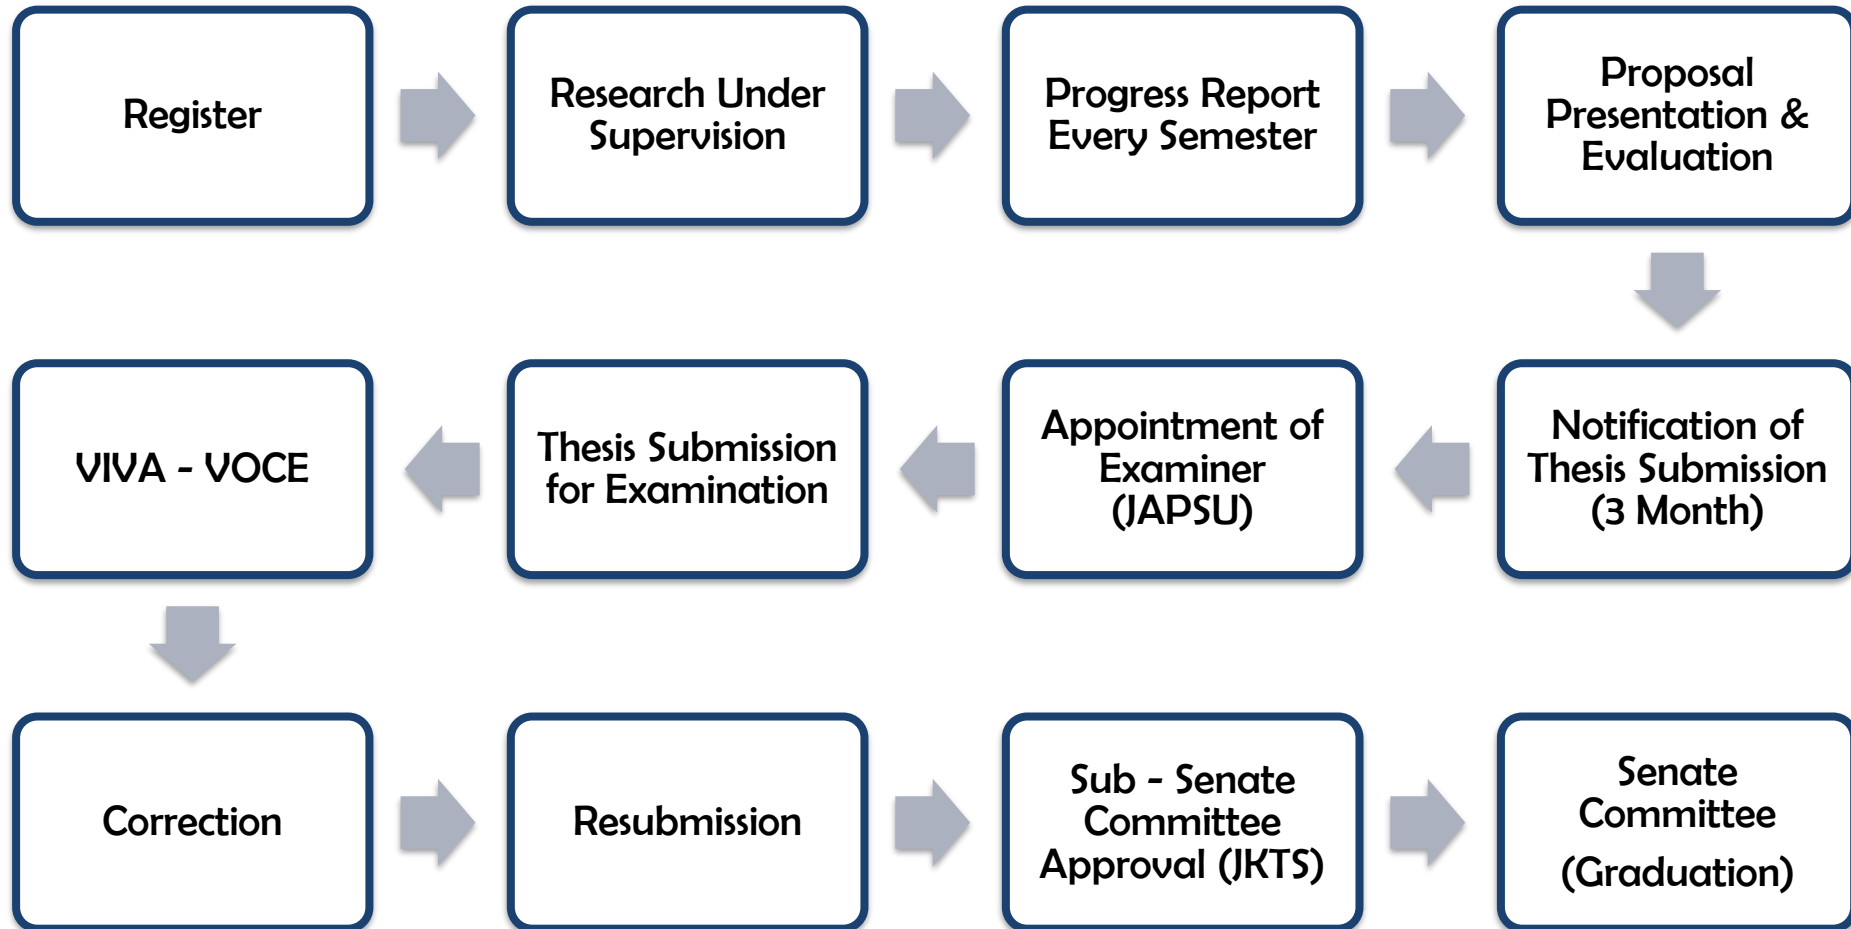 Register
Research Under
Supervision
Progress Report
Every Semester
Proposal
Presentation &
Evaluation
Notification of
Thesis Submission
(3 Month)
Appointment of
Examiner
(JAPSU)
Thesis Submission
for Examination
VIVA - VOCE
Correction
Resubmission
Sub - Senate
Committee
Approval (JKTS)
Senate
Committee
(Graduation)